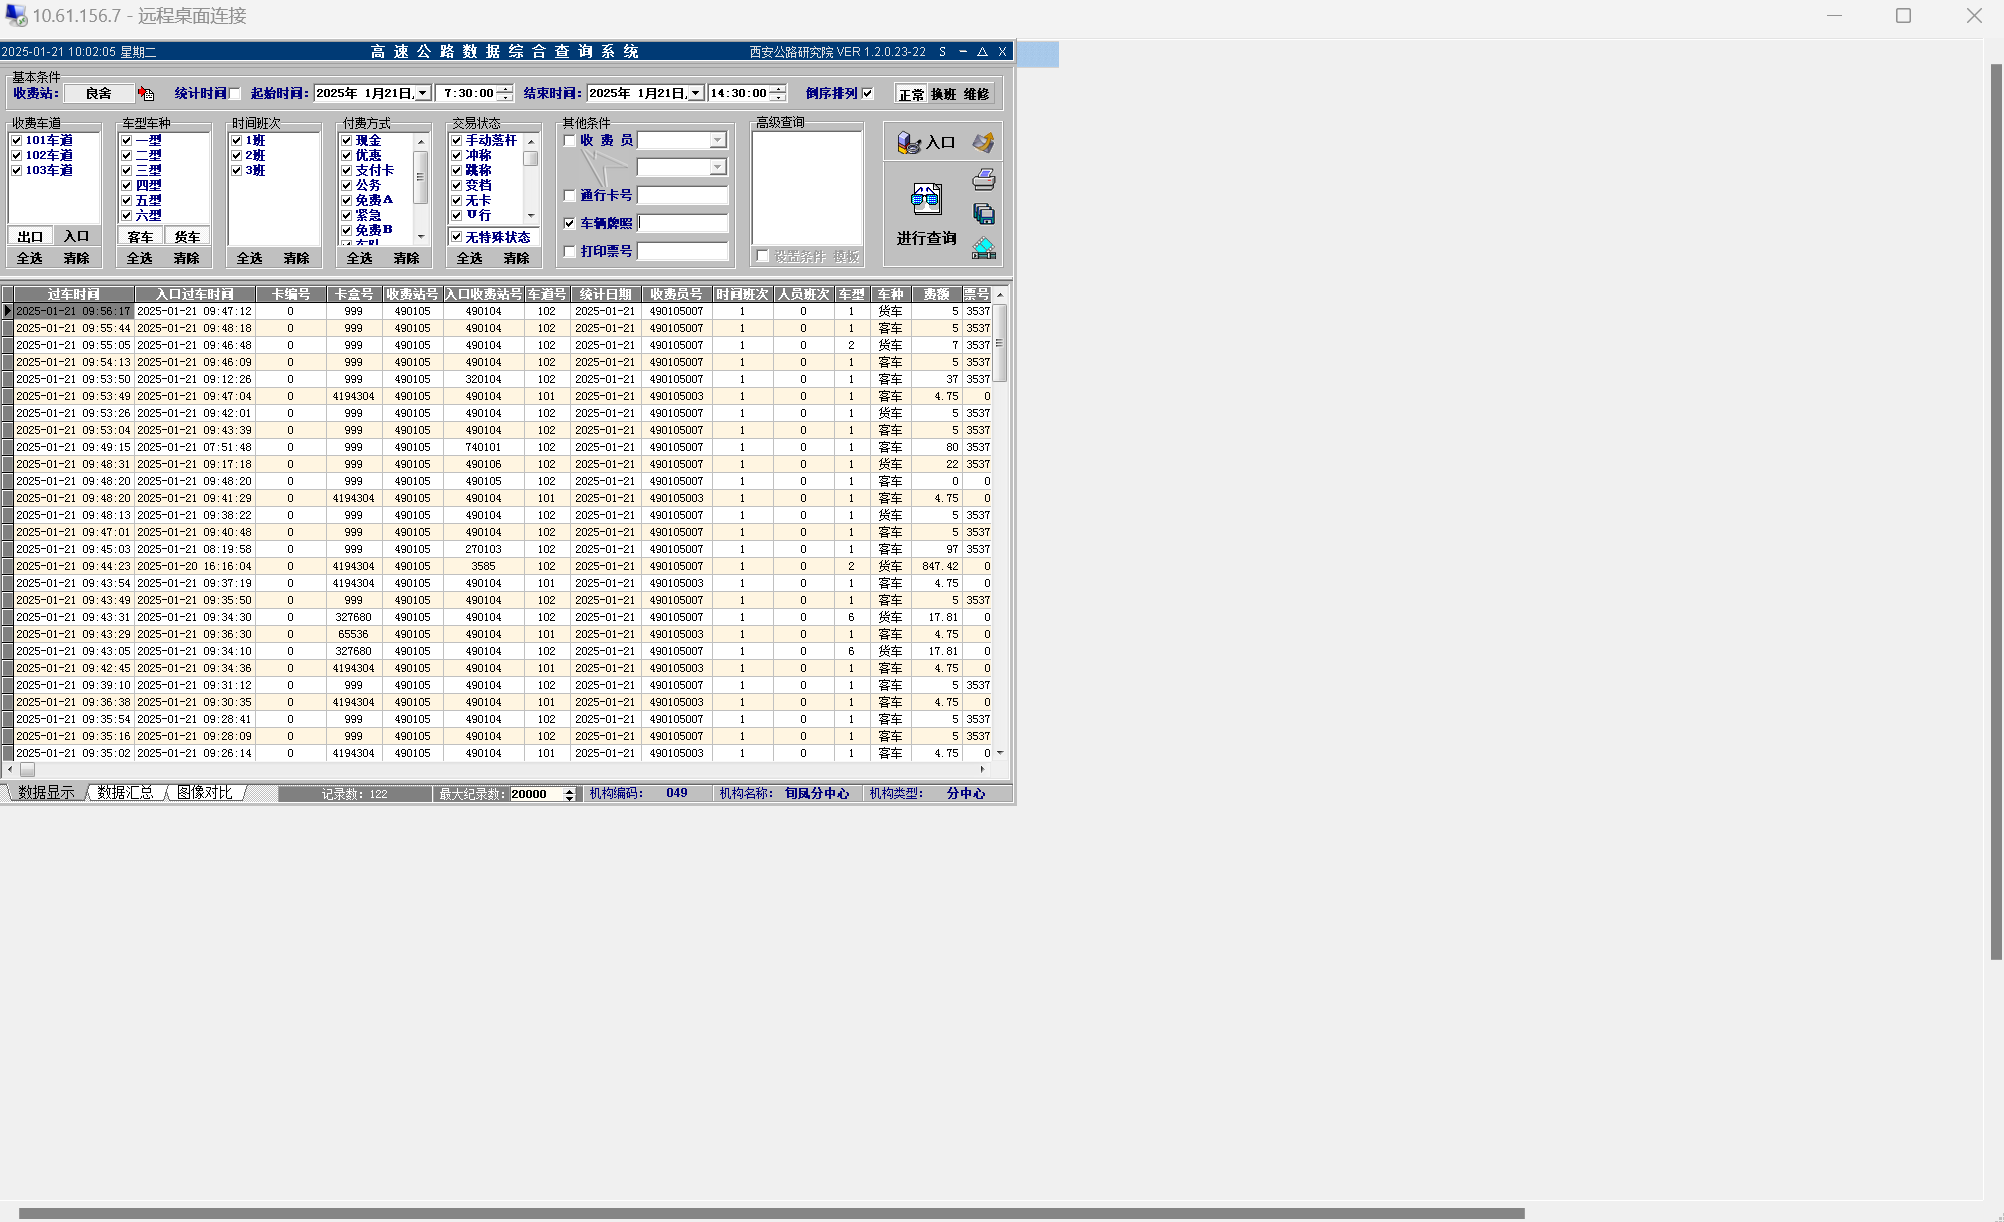 10.61.156.7 - 远程桌面连接
2025-01-21 10:02:05 星期二 高速公路数据综合查询系统 西安公路研究院 VER 1.2.0.23-22 S － △ X
基本条件
收费站: 良舍 统计时间 起始时间: 2025年 1月21日 7:30:00 结束时间: 2025年 1月21日 14:30:00 倒序排列 正常 换班 维修
收费车道
101车道
102车道
103车道
出口 入口
全选 清除
车型车种
一型
二型
三型
四型
五型
六型
客车 货车
全选 清除
时间班次
1班
2班
3班
全选 清除
付费方式
现金
优惠
支付卡
公务
免费A
紧急
免费B
全选 清除
交易状态
手动落杆
冲称
跳称
变档
无卡
U行
无特殊状态
全选 清除
其他条件
收 费 员
通行卡号
车辆牌照
打印票号
高级查询
设置条件 模板
入口
进行查询
过车时间 入口过车时间 卡编号 卡盒号 收费站号 入口收费站号 车道号 统计日期 收费员号 时间班次 人员班次 车型 车种 费额 票号
2025-01-21 09:56:17 2025-01-21 09:47:12 0 999 490105 490104 102 2025-01-21 490105007 1 0 1 货车 5 3537
2025-01-21 09:55:44 2025-01-21 09:48:18 0 999 490105 490104 102 2025-01-21 490105007 1 0 1 客车 5 3537
2025-01-21 09:55:05 2025-01-21 09:46:48 0 999 490105 490104 102 2025-01-21 490105007 1 0 2 货车 7 3537
2025-01-21 09:54:13 2025-01-21 09:46:09 0 999 490105 490104 102 2025-01-21 490105007 1 0 1 客车 5 3537
2025-01-21 09:53:50 2025-01-21 09:12:26 0 999 490105 320104 102 2025-01-21 490105007 1 0 1 客车 37 3537
2025-01-21 09:53:49 2025-01-21 09:47:04 0 4194304 490105 490104 101 2025-01-21 490105003 1 0 1 客车 4.75 0
2025-01-21 09:53:26 2025-01-21 09:42:01 0 999 490105 490104 102 2025-01-21 490105007 1 0 1 货车 5 3537
2025-01-21 09:53:04 2025-01-21 09:43:39 0 999 490105 490104 102 2025-01-21 490105007 1 0 1 客车 5 3537
2025-01-21 09:49:15 2025-01-21 07:51:48 0 999 490105 740101 102 2025-01-21 490105007 1 0 1 客车 80 3537
2025-01-21 09:48:31 2025-01-21 09:17:18 0 999 490105 490106 102 2025-01-21 490105007 1 0 1 货车 22 3537
2025-01-21 09:48:20 2025-01-21 09:48:20 0 999 490105 490105 102 2025-01-21 490105007 1 0 1 客车 0 0
2025-01-21 09:48:20 2025-01-21 09:41:29 0 4194304 490105 490104 101 2025-01-21 490105003 1 0 1 客车 4.75 0
2025-01-21 09:48:13 2025-01-21 09:38:22 0 999 490105 490104 102 2025-01-21 490105007 1 0 1 货车 5 3537
2025-01-21 09:47:01 2025-01-21 09:40:48 0 999 490105 490104 102 2025-01-21 490105007 1 0 1 客车 5 3537
2025-01-21 09:45:03 2025-01-21 08:19:58 0 999 490105 270103 102 2025-01-21 490105007 1 0 1 客车 97 3537
2025-01-21 09:44:23 2025-01-20 16:16:04 0 4194304 490105 3585 102 2025-01-21 490105007 1 0 2 货车 847.42 0
2025-01-21 09:43:54 2025-01-21 09:37:19 0 4194304 490105 490104 101 2025-01-21 490105003 1 0 1 客车 4.75 0
2025-01-21 09:43:49 2025-01-21 09:35:50 0 999 490105 490104 102 2025-01-21 490105007 1 0 1 客车 5 3537
2025-01-21 09:43:31 2025-01-21 09:34:30 0 327680 490105 490104 102 2025-01-21 490105007 1 0 6 货车 17.81 0
2025-01-21 09:43:29 2025-01-21 09:36:30 0 65536 490105 490104 101 2025-01-21 490105003 1 0 1 客车 4.75 0
2025-01-21 09:43:05 2025-01-21 09:34:10 0 327680 490105 490104 102 2025-01-21 490105007 1 0 6 货车 17.81 0
2025-01-21 09:42:45 2025-01-21 09:34:36 0 4194304 490105 490104 101 2025-01-21 490105003 1 0 1 客车 4.75 0
2025-01-21 09:39:10 2025-01-21 09:31:12 0 999 490105 490104 102 2025-01-21 490105007 1 0 1 客车 5 3537
2025-01-21 09:36:38 2025-01-21 09:30:35 0 4194304 490105 490104 101 2025-01-21 490105003 1 0 1 客车 4.75 0
2025-01-21 09:35:54 2025-01-21 09:28:41 0 999 490105 490104 102 2025-01-21 490105007 1 0 1 客车 5 3537
2025-01-21 09:35:16 2025-01-21 09:28:09 0 999 490105 490104 102 2025-01-21 490105007 1 0 1 客车 5 3537
2025-01-21 09:35:02 2025-01-21 09:26:14 0 4194304 490105 490104 101 2025-01-21 490105003 1 0 1 客车 4.75 0
数据显示 数据汇总 图像对比 记录数: 122 最大纪录数: 20000 机构编码: 049 机构名称: 旬凤分中心 机构类型: 分中心